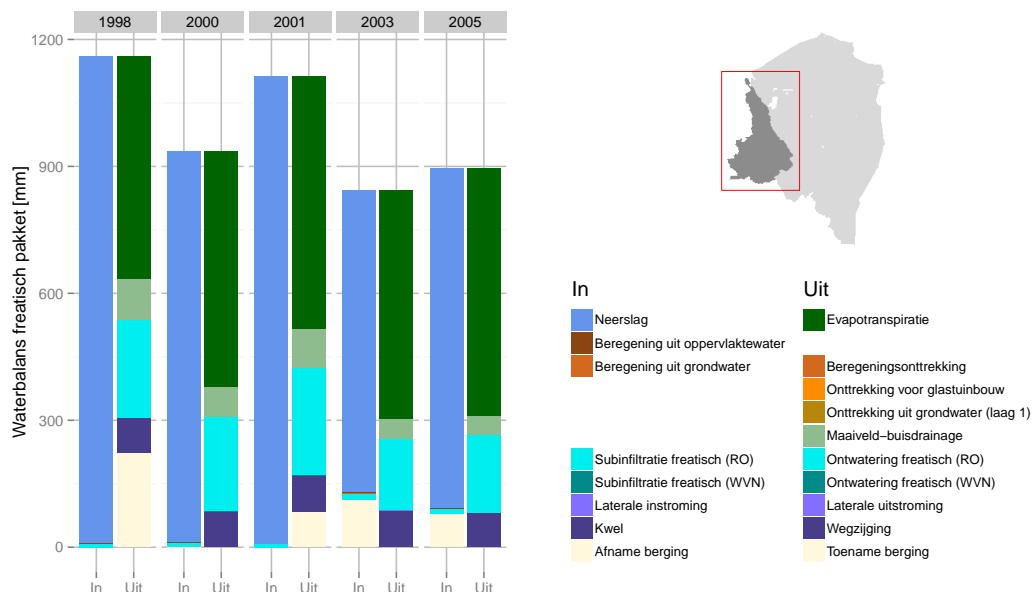 1998 2000 2001 2003 2005
1200
900
600
300
0
Waterbalans freatisch pakket [mm]
In Uit In Uit In Uit In Uit In Uit
In
Neerslag
Beregening uit oppervlaktewater
Beregening uit grondwater
Subinfiltratie freatisch (RO)
Subinfiltratie freatisch (WVN)
Laterale instroming
Kwel
Afname berging
Uit
Evapotranspiratie
Beregeningsonttrekking
Onttrekking voor glastuinbouw
Onttrekking uit grondwater (laag 1)
Maaiveld−buisdrainage
Ontwatering freatisch (RO)
Ontwatering freatisch (WVN)
Laterale uitstroming
Wegzijging
Toename berging